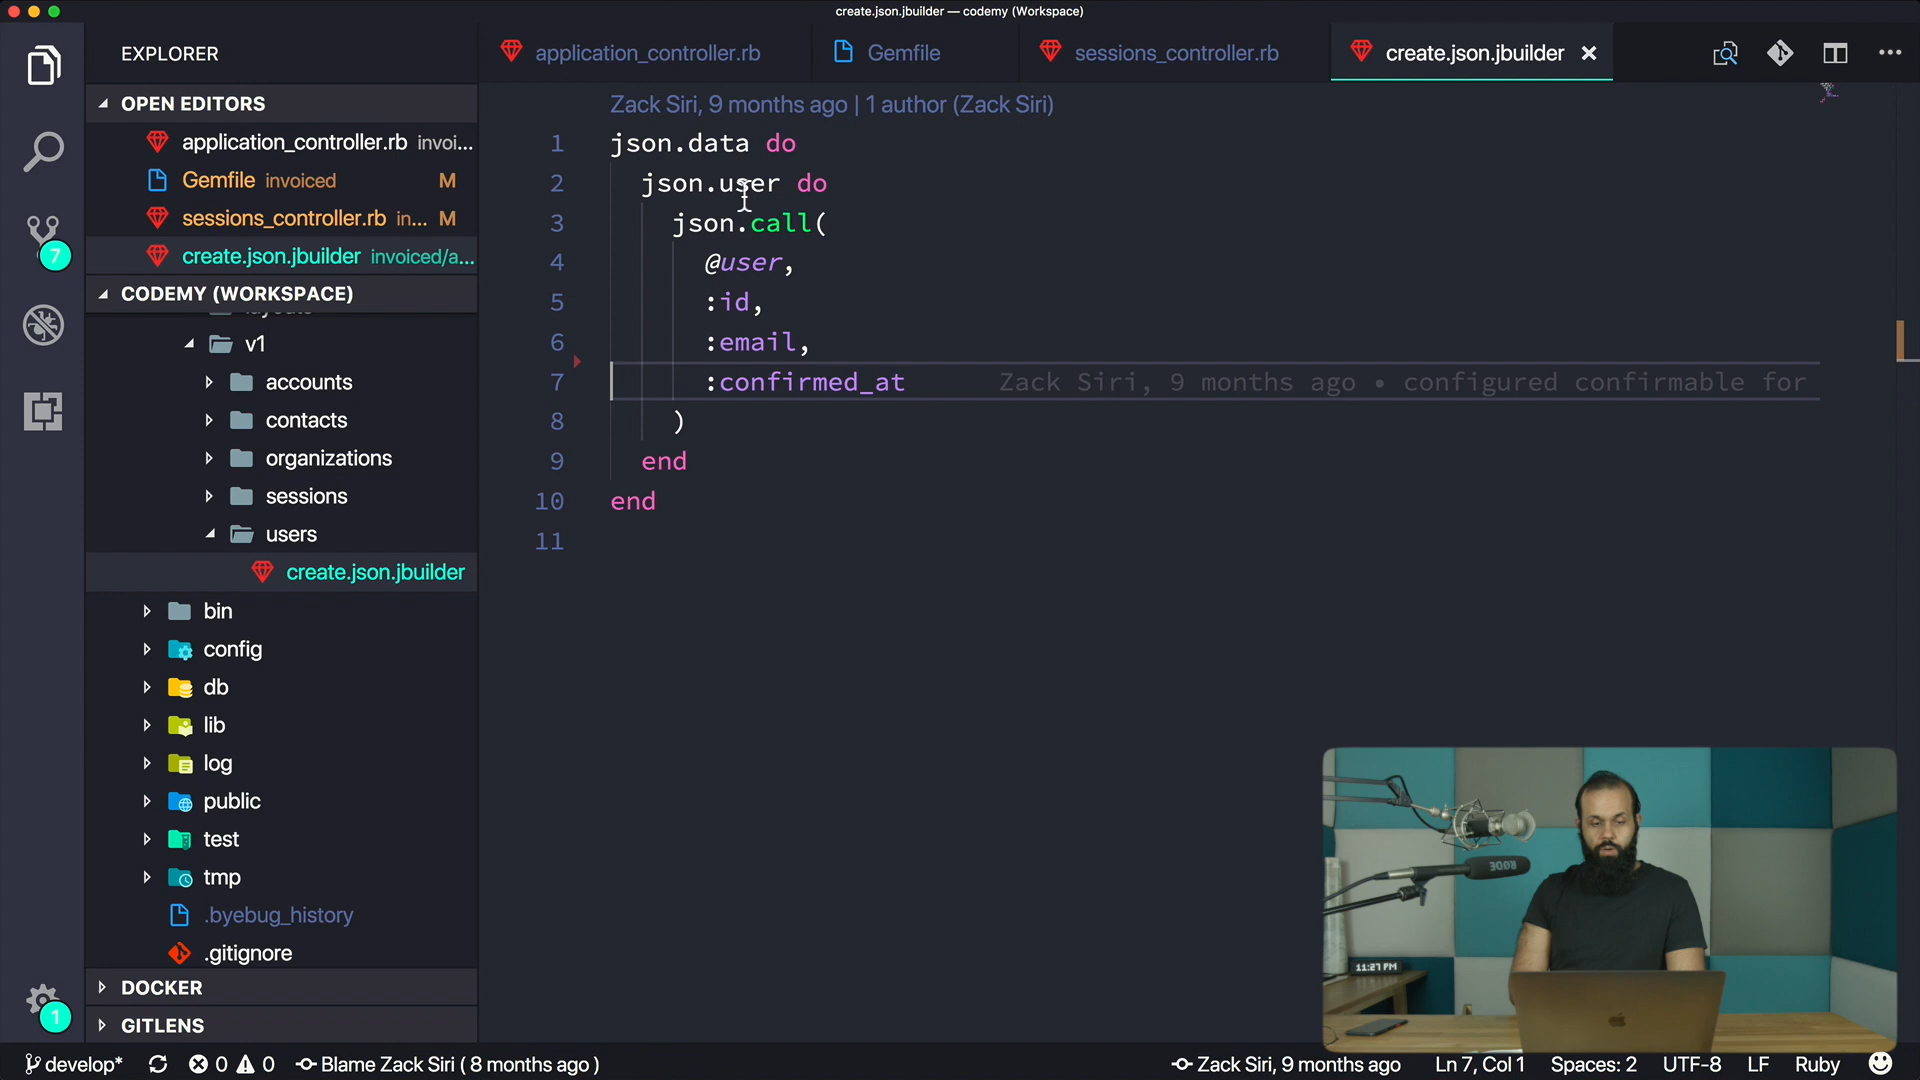 create.json.jbuilder — codemy (Workspace)
EXPLORER
application_controller.rb
Gemfile
sessions_controller.rb
create.json.jbuilder
OPEN EDITORS
application_controller.rb invoi...
Gemfile invoiced M
sessions_controller.rb in... M
create.json.jbuilder invoiced/a...
CODEMY (WORKSPACE)
v1
accounts
contacts
organizations
sessions
users
create.json.jbuilder
bin
config
db
lib
log
public
test
tmp
.byebug_history
.gitignore
DOCKER
GITLENS
7
1
Zack Siri, 9 months ago | 1 author (Zack Siri)
1 json.data do
2 json.user do
3 json.call(
4 @user,
5 :id,
6 :email,
7 :confirmed_at Zack Siri, 9 months ago • configured confirmable for
8 )
9 end
10 end
11
RØDE
11:27 PM
develop* 0 0 Blame Zack Siri ( 8 months ago ) Zack Siri, 9 months ago Ln 7, Col 1 Spaces: 2 UTF-8 LF Ruby